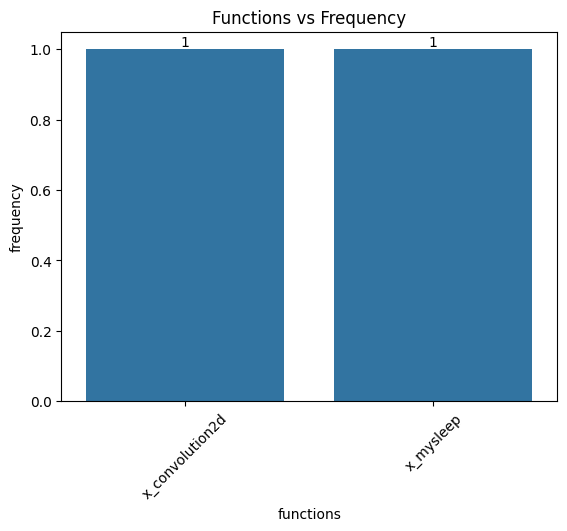 Functions vs Frequency
1
1
1.0
0.8
0.6
0.4
0.2
0.0
frequency
x_convolution2d
x_mysleep
functions